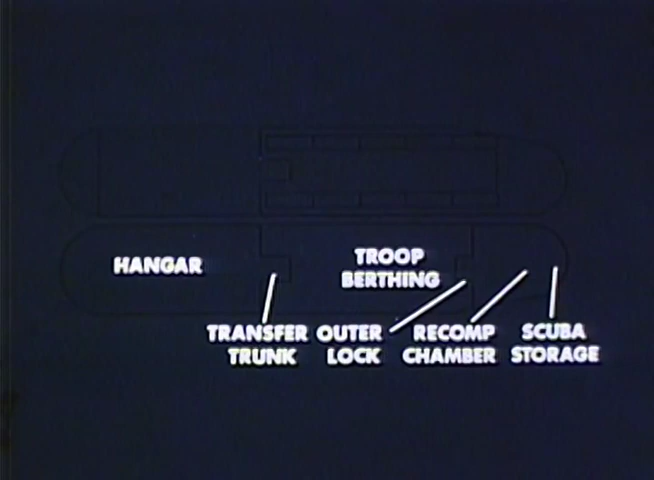 HANGAR
TROOP
BERTHING
TRANSFER
TRUNK
OUTER
LOCK
RECOMP
CHAMBER
SCUBA
STORAGE